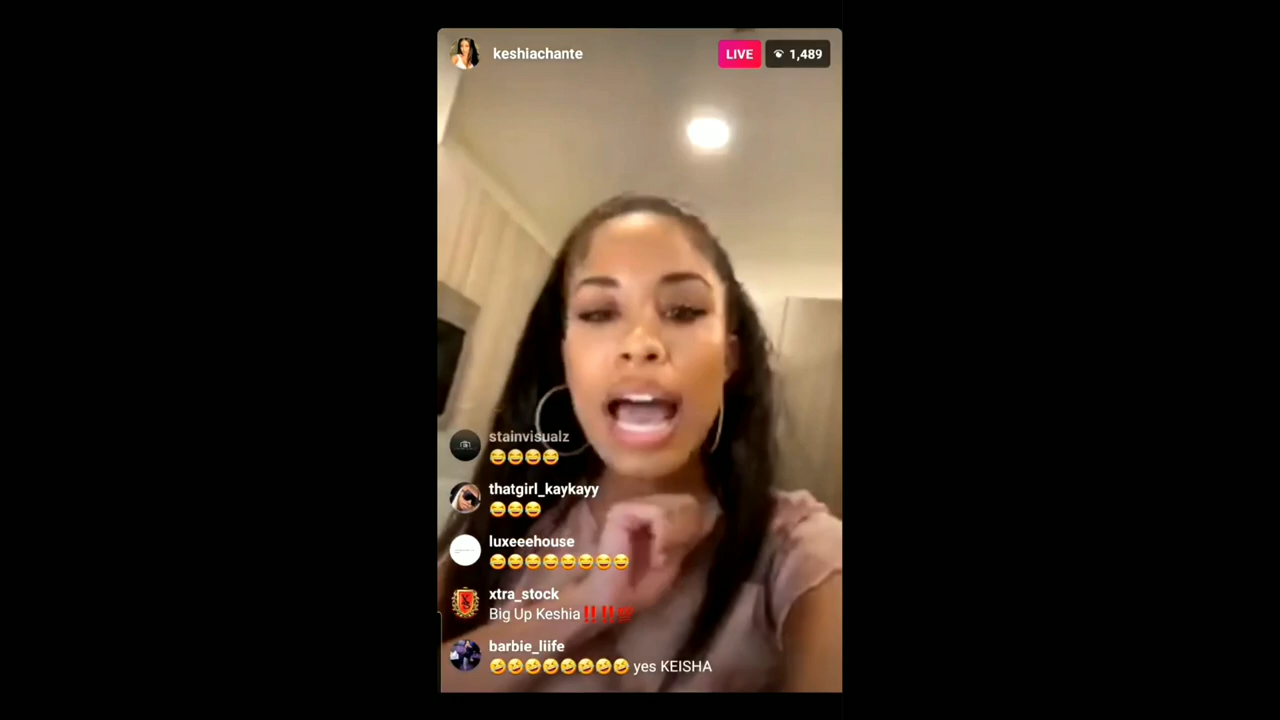 keshiachante
LIVE
1,489
stainvisualz
😂😂😂😂
thatgirl_kaykayy
😂😂😂
luxeeehouse
😂😂😂😂😂😂😂😂
xtra_stock
Big Up Keshia‼️‼️💯
barbie_liife
🤣🤣🤣🤣🤣🤣🤣🤣 yes KEISHA